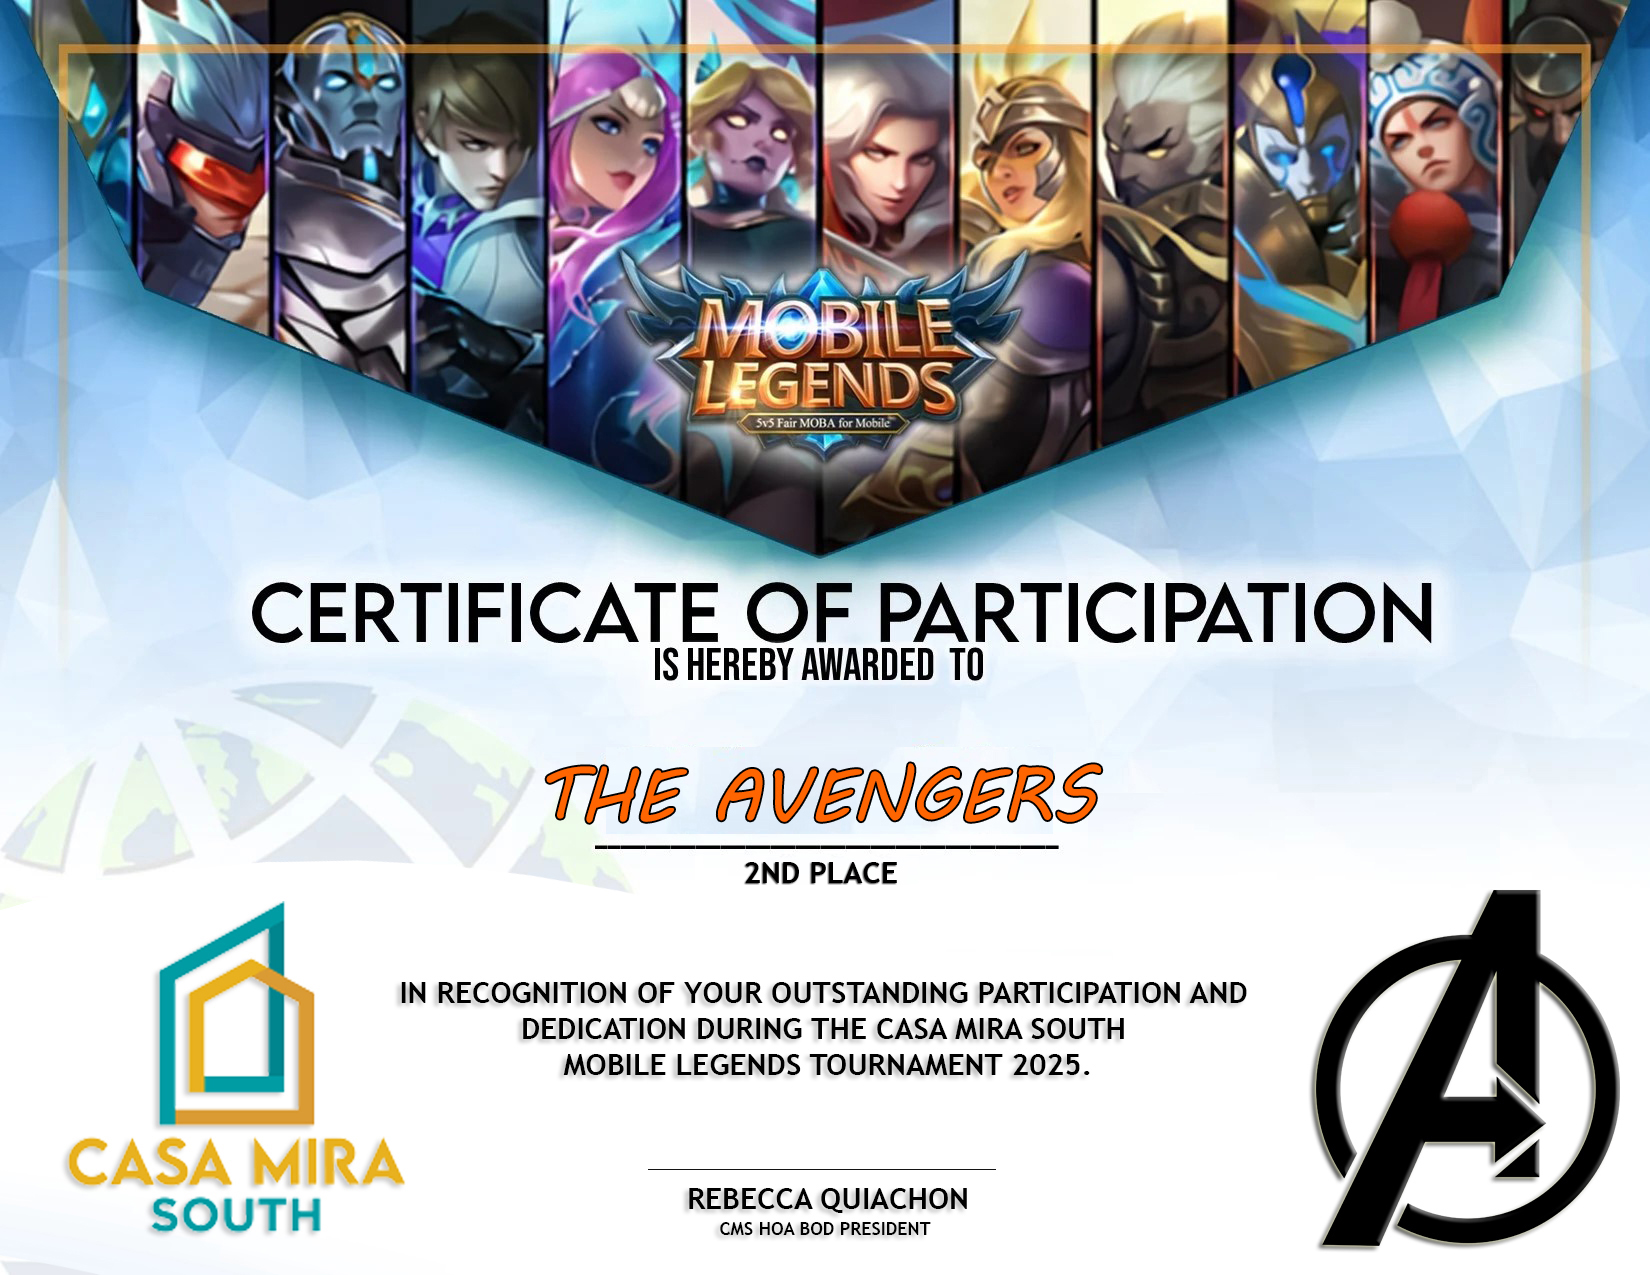 MOBILE
LEGENDS
5v5 Fair MOBA for Mobile
CERTIFICATE OF PARTICIPATION
IS HEREBY AWARDED TO
THE AVENGERS
2ND PLACE
IN RECOGNITION OF YOUR OUTSTANDING PARTICIPATION AND
DEDICATION DURING THE CASA MIRA SOUTH
MOBILE LEGENDS TOURNAMENT 2025.
CASA MIRA
SOUTH
REBECCA QUIACHON
CMS HOA BOD PRESIDENT